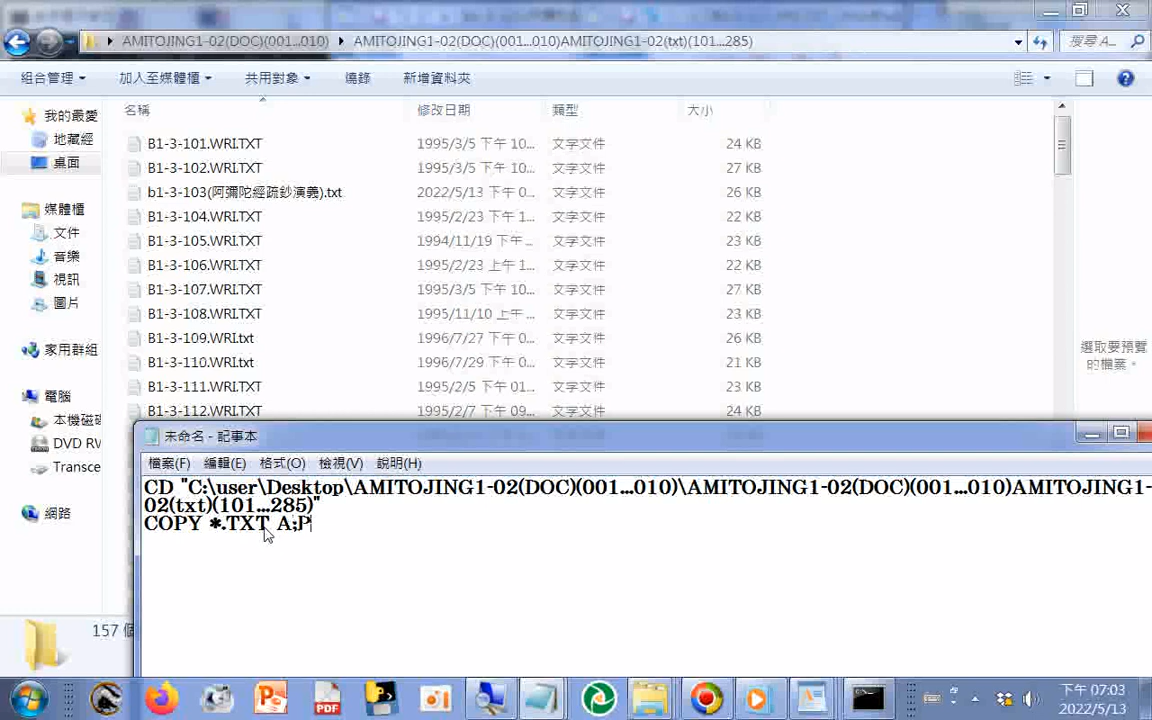 AMITOJING1-02(DOC)(001...010)
AMITOJING1-02(DOC)(001...010)AMITOJING1-02(txt)(101...285)
搜尋 A...
組合管理
加入至媒體櫃
共用對象
燒錄
新增資料夾
我的最愛
地藏經
桌面
媒體櫃
文件
音樂
視訊
圖片
家用群組
電腦
本機磁
DVD RW
Transce
網路
名稱 修改日期 類型 大小
B1-3-101.WRI.TXT 1995/3/5 下午 10... 文字文件 24 KB
B1-3-102.WRI.TXT 1995/3/5 下午 10... 文字文件 27 KB
b1-3-103(阿彌陀經疏鈔演義).txt 2022/5/13 下午 0... 文字文件 26 KB
B1-3-104.WRI.TXT 1995/2/23 下午 1... 文字文件 22 KB
B1-3-105.WRI.TXT 1994/11/19 下午 ... 文字文件 23 KB
B1-3-106.WRI.TXT 1995/2/23 上午 1... 文字文件 22 KB
B1-3-107.WRI.TXT 1995/3/5 下午 10... 文字文件 27 KB
B1-3-108.WRI.TXT 1995/11/10 上午 ... 文字文件 23 KB
B1-3-109.WRI.txt 1996/7/27 下午 0... 文字文件 26 KB
B1-3-110.WRI.txt 1996/7/29 下午 0... 文字文件 21 KB
B1-3-111.WRI.TXT 1995/2/5 下午 01... 文字文件 23 KB
B1-3-112.WRI.TXT 1995/2/7 下午 09... 文字文件 24 KB
選取要預覽
的檔案。
157 個
未命名 - 記事本
檔案(F) 編輯(E) 格式(O) 檢視(V) 說明(H)
CD "C:\user\Desktop\AMITOJING1-02(DOC)(001...010)\AMITOJING1-02(DOC)(001...010)AMITOJING1-
02(txt)(101...285)"
COPY *.TXT A;P
PDF
下午 07:03
2022/5/13